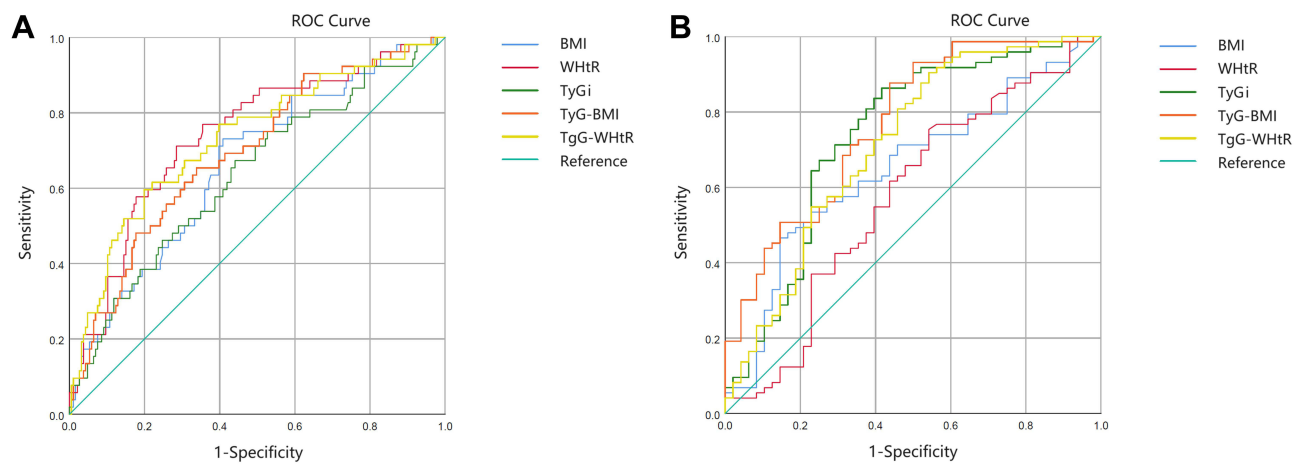 A
ROC Curve
Sensitivity
1.0
0.8
0.6
0.4
0.2
0.0
0.0 0.2 0.4 0.6 0.8 1.0
1-Specificity
BMI
WHtR
TyGi
TyG-BMI
TgG-WHtR
Reference
B
ROC Curve
Sensitivity
1.0
0.8
0.6
0.4
0.2
0.0
0.0 0.2 0.4 0.6 0.8 1.0
1-Specificity
BMI
WHtR
TyGi
TyG-BMI
TgG-WHtR
Reference